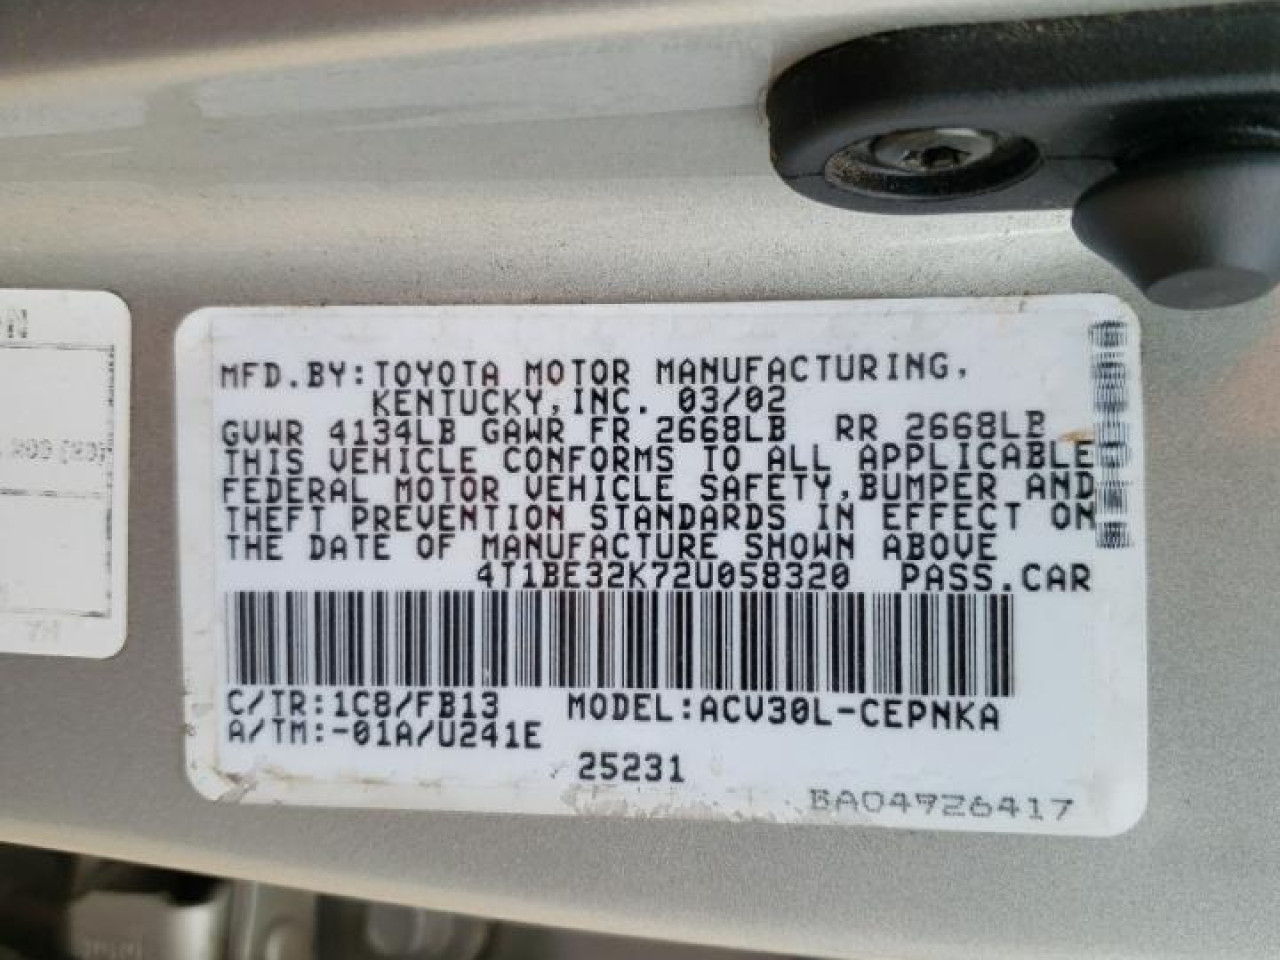 MFD.BY:TOYOTA MOTOR MANUFACTURING,
KENTUCKY,INC. 03/02
GVWR 4134LB GAWR FR 2668LB RR 2668LB
THIS VEHICLE CONFORMS TO ALL APPLICABLE
FEDERAL MOTOR VEHICLE SAFETY,BUMPER AND
THEFT PREVENTION STANDARDS IN EFFECT ON
THE DATE OF MANUFACTURE SHOWN ABOVE
4T1BE32K72U058320 PASS.CAR
C/TR:1C8/FB13 MODEL:ACV30L-CEPNKA
A/TM:-01A/U241E
25231
BA04926417